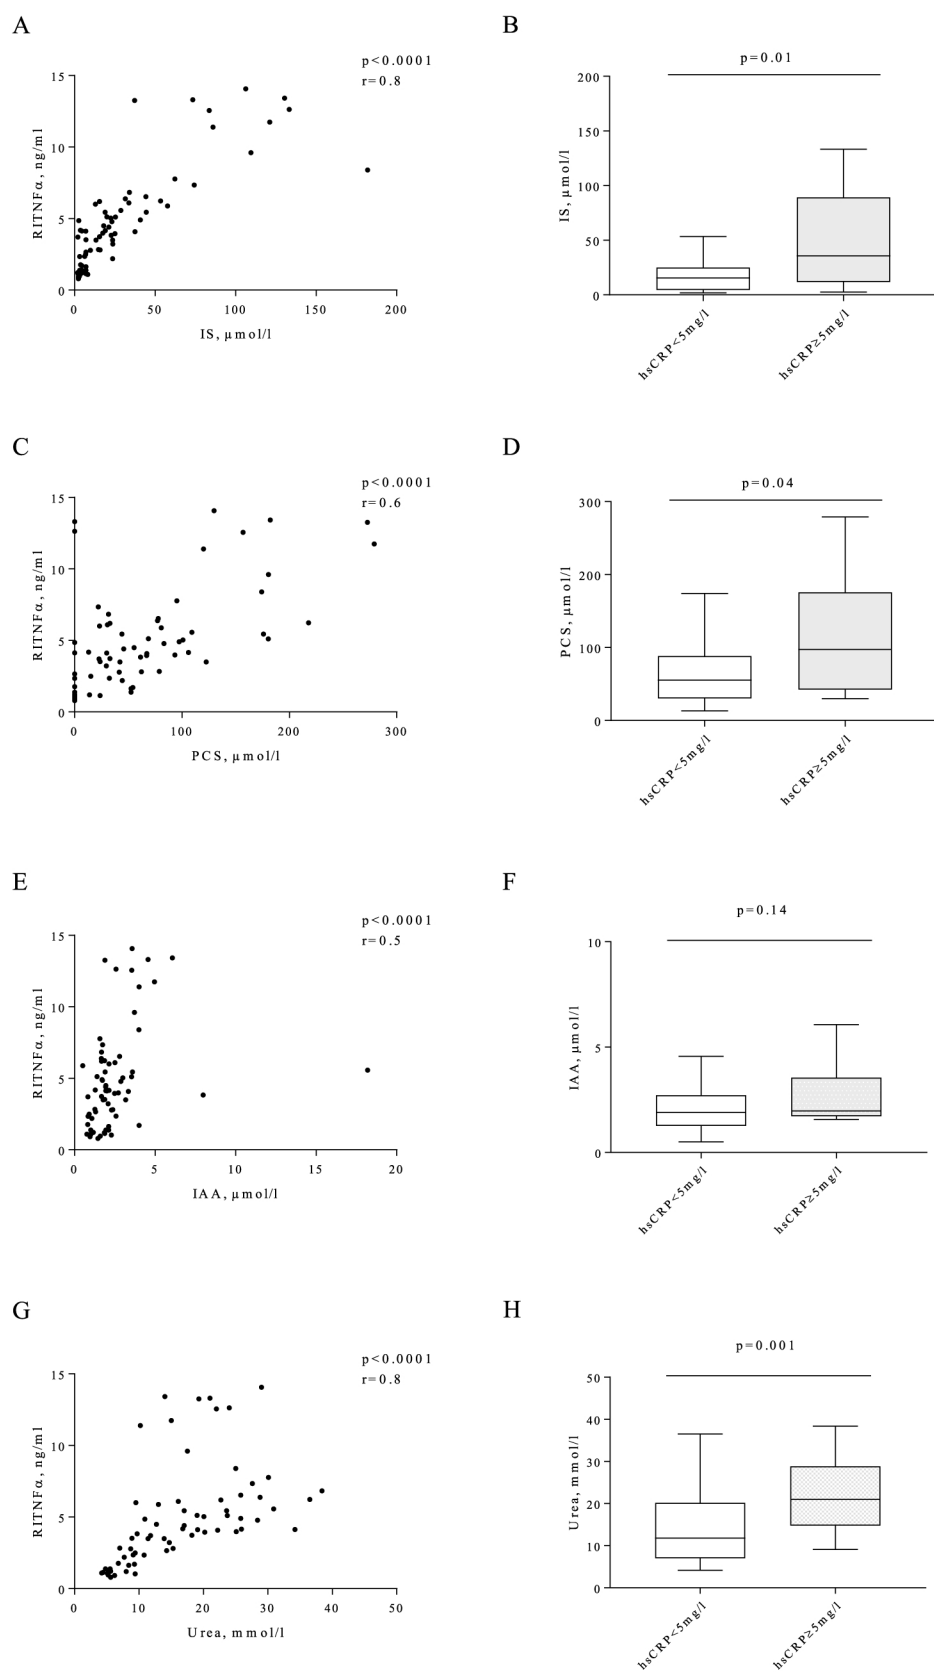 A
p<0.0001
r=0.8
15
10
5
0
RITNFα, ng/ml
0 50 100 150 200
IS, µmol/l
B
p=0.01
200
150
100
50
0
IS, µmol/l
hsCRP<5mg/l
hsCRP≥5mg/l
C
p<0.0001
r=0.6
15
10
5
0
RITNFα, ng/ml
0 100 200 300
PCS, µmol/l
D
p=0.04
300
200
100
0
PCS, µmol/l
hsCRP<5mg/l
hsCRP≥5mg/l
E
p<0.0001
r=0.5
15
10
5
0
RITNFα, ng/ml
0 5 10 15 20
IAA, µmol/l
F
p=0.14
10
5
0
IAA, µmol/l
hsCRP<5mg/l
hsCRP≥5mg/l
G
p<0.0001
r=0.8
15
10
5
0
RITNFα, ng/ml
0 10 20 30 40 50
Urea, mmol/l
H
p=0.001
50
40
30
20
10
0
Urea, mmol/l
hsCRP<5mg/l
hsCRP≥5mg/l